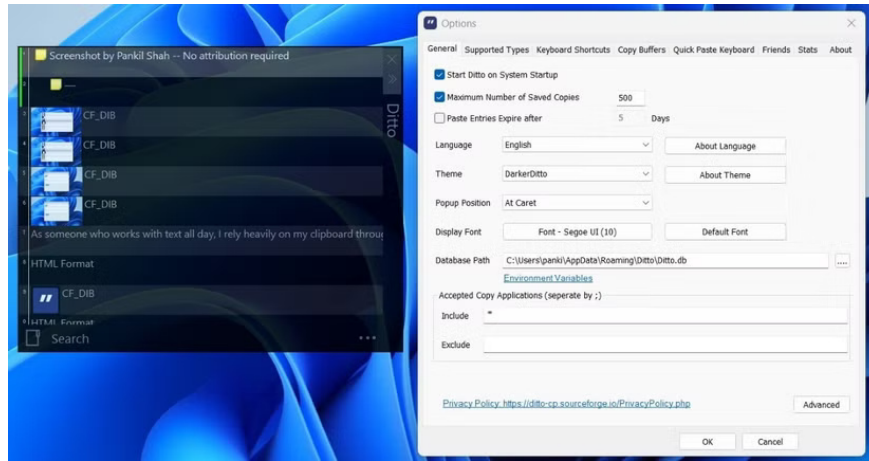 Screenshot by Pankil Shah -- No attribution required
—
CF_DIB
CF_DIB
CF_DIB
CF_DIB
As someone who works with text all day, I rely heavily on my clipboard throu
HTML Format
CF_DIB
HTML Format
Search
Ditto
Options
General Supported Types Keyboard Shortcuts Copy Buffers Quick Paste Keyboard Friends Stats About
Start Ditto on System Startup
Maximum Number of Saved Copies 500
Paste Entries Expire after 5 Days
Language English About Language
Theme DarkerDitto About Theme
Popup Position At Caret
Display Font Font - Segoe UI (10) Default Font
Database Path C:\Users\panki\AppData\Roaming\Ditto\Ditto.db ....
Environment Variables
Accepted Copy Applications (seperate by ;)
Include *
Exclude
Privacy Policy: https://ditto-cp.sourceforge.io/PrivacyPolicy.php Advanced
OK Cancel